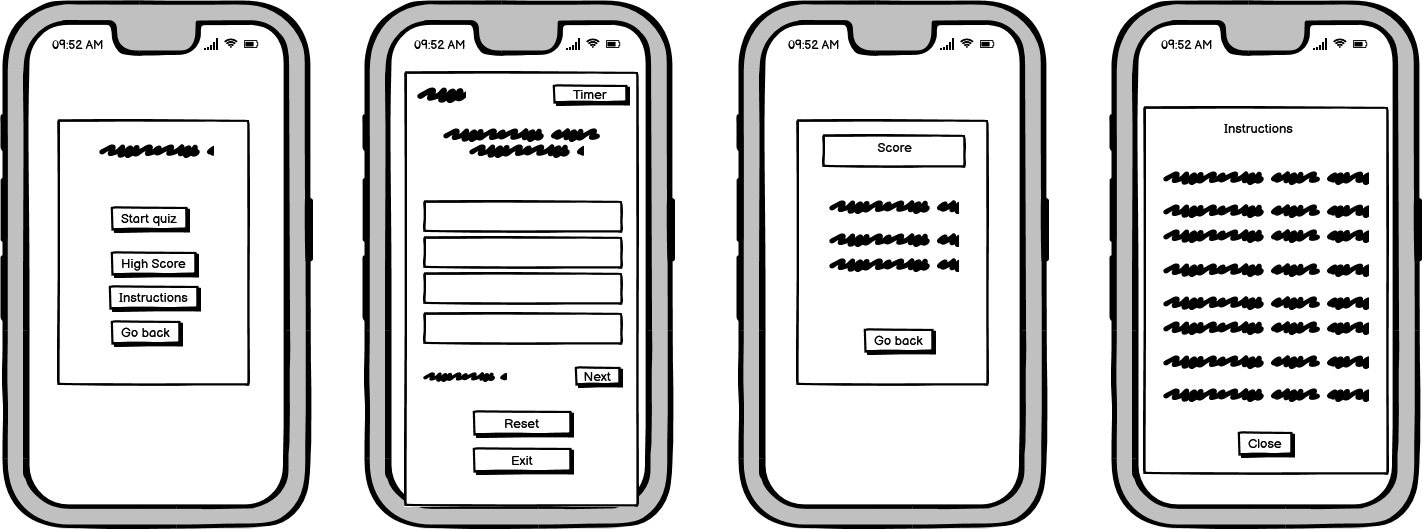 09:52 AM
Start quiz
High Score
Instructions
Go back
09:52 AM
Timer
Next
Reset
Exit
09:52 AM
Score
Go back
09:52 AM
Instructions
Close